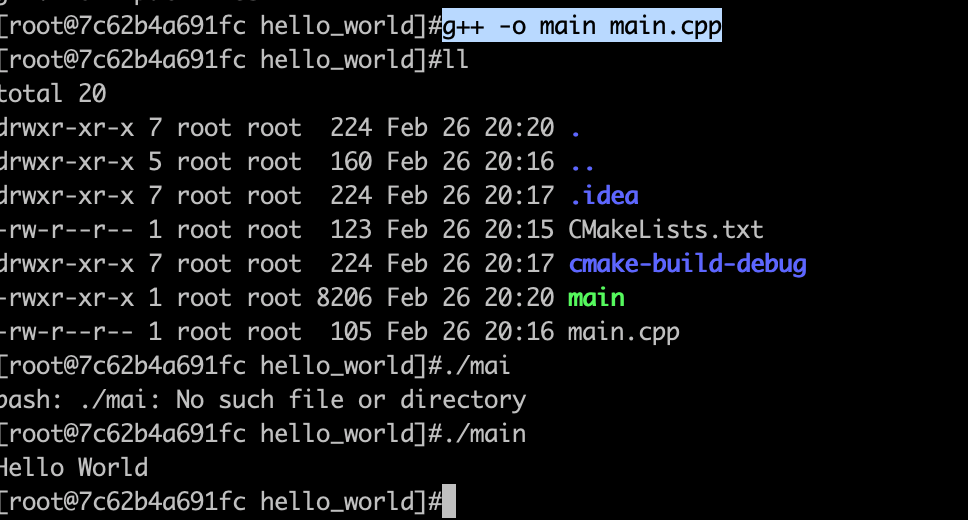 [root@7c62b4a691fc hello_world]#g++ -o main main.cpp
[root@7c62b4a691fc hello_world]#ll
total 20
drwxr-xr-x 7 root root  224 Feb 26 20:20 .
drwxr-xr-x 5 root root  160 Feb 26 20:16 ..
drwxr-xr-x 7 root root  224 Feb 26 20:17 .idea
-rw-r--r-- 1 root root  123 Feb 26 20:15 CMakeLists.txt
drwxr-xr-x 7 root root  224 Feb 26 20:17 cmake-build-debug
-rwxr-xr-x 1 root root 8206 Feb 26 20:20 main
-rw-r--r-- 1 root root  105 Feb 26 20:16 main.cpp
[root@7c62b4a691fc hello_world]#./mai
bash: ./mai: No such file or directory
[root@7c62b4a691fc hello_world]#./main
Hello World
[root@7c62b4a691fc hello_world]#